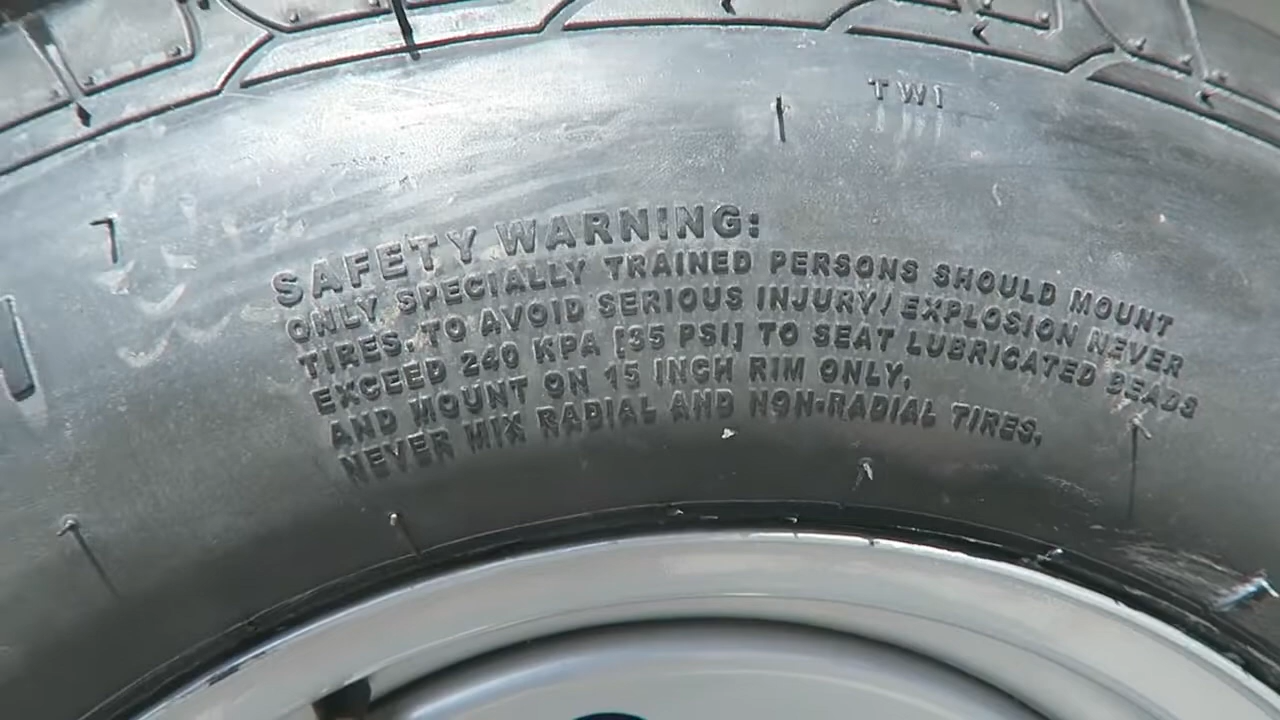 TWI
SAFETY WARNING:
ONLY SPECIALLY TRAINED PERSONS SHOULD MOUNT
TIRES. TO AVOID SERIOUS INJURY/EXPLOSION NEVER
EXCEED 240 KPA [35 PSI] TO SEAT LUBRICATED BEADS
AND MOUNT ON 15 INCH RIM ONLY.
NEVER MIX RADIAL AND NON-RADIAL TIRES.